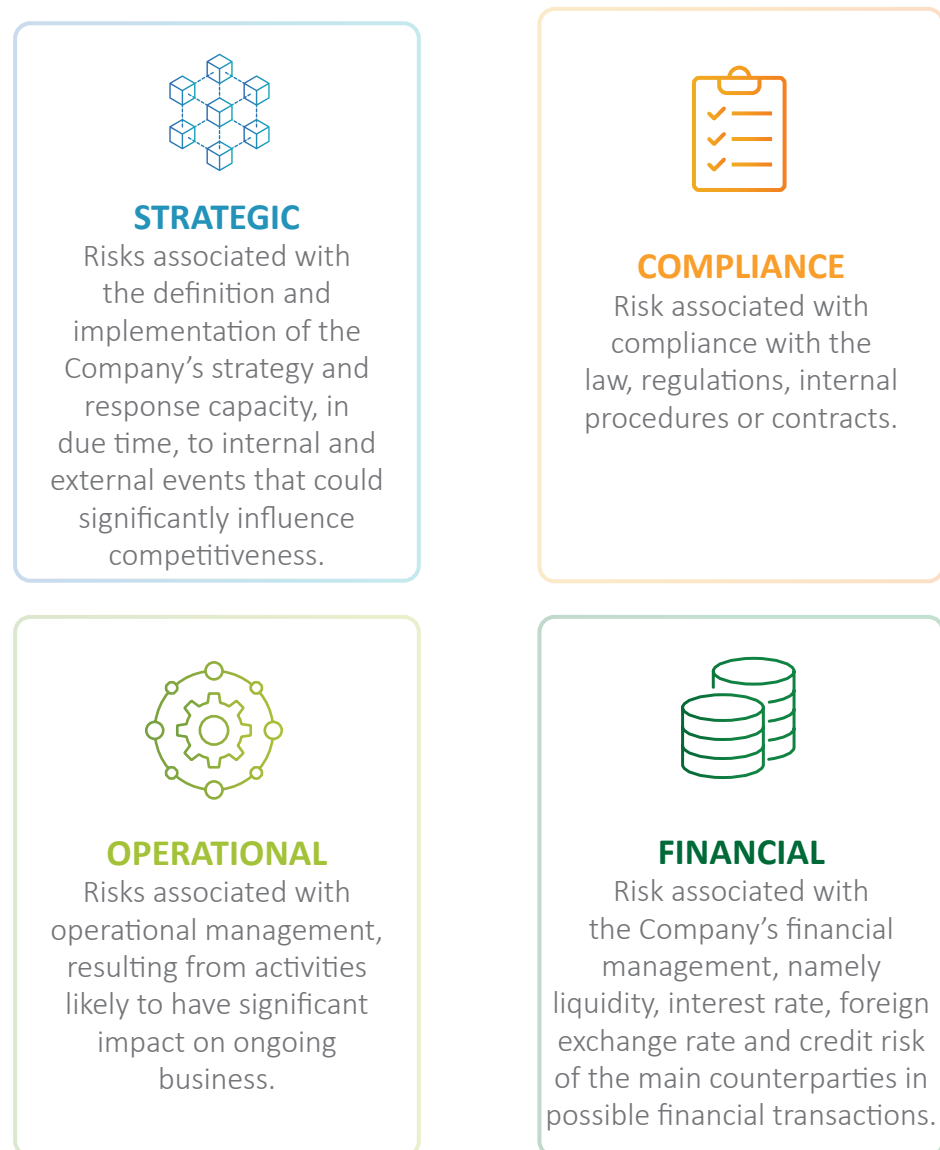 STRATEGIC
Risks associated with
the definition and
implementation of the
Company’s strategy and
response capacity, in
due time, to internal and
external events that could
significantly influence
competitiveness.
COMPLIANCE
Risk associated with
compliance with the
law, regulations, internal
procedures or contracts.
OPERATIONAL
Risks associated with
operational management,
resulting from activities
likely to have significant
impact on ongoing
business.
FINANCIAL
Risk associated with
the Company’s financial
management, namely
liquidity, interest rate, foreign
exchange rate and credit risk
of the main counterparties in
possible financial transactions.